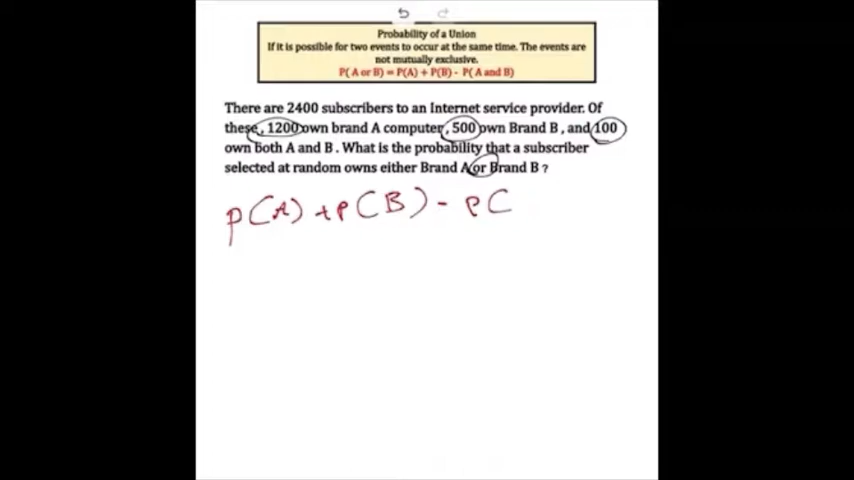 Probability of a Union
If it is possible for two events to occur at the same time. The events are
not mutually exclusive.
P( A or B) = P(A) + P(B) - P( A and B)
There are 2400 subscribers to an Internet service provider. Of
these , 1200 own brand A computer , 500 own Brand B , and 100
own both A and B . What is the probability that a subscriber
selected at random owns either Brand A or Brand B ?
P(A) + P(B) - P(